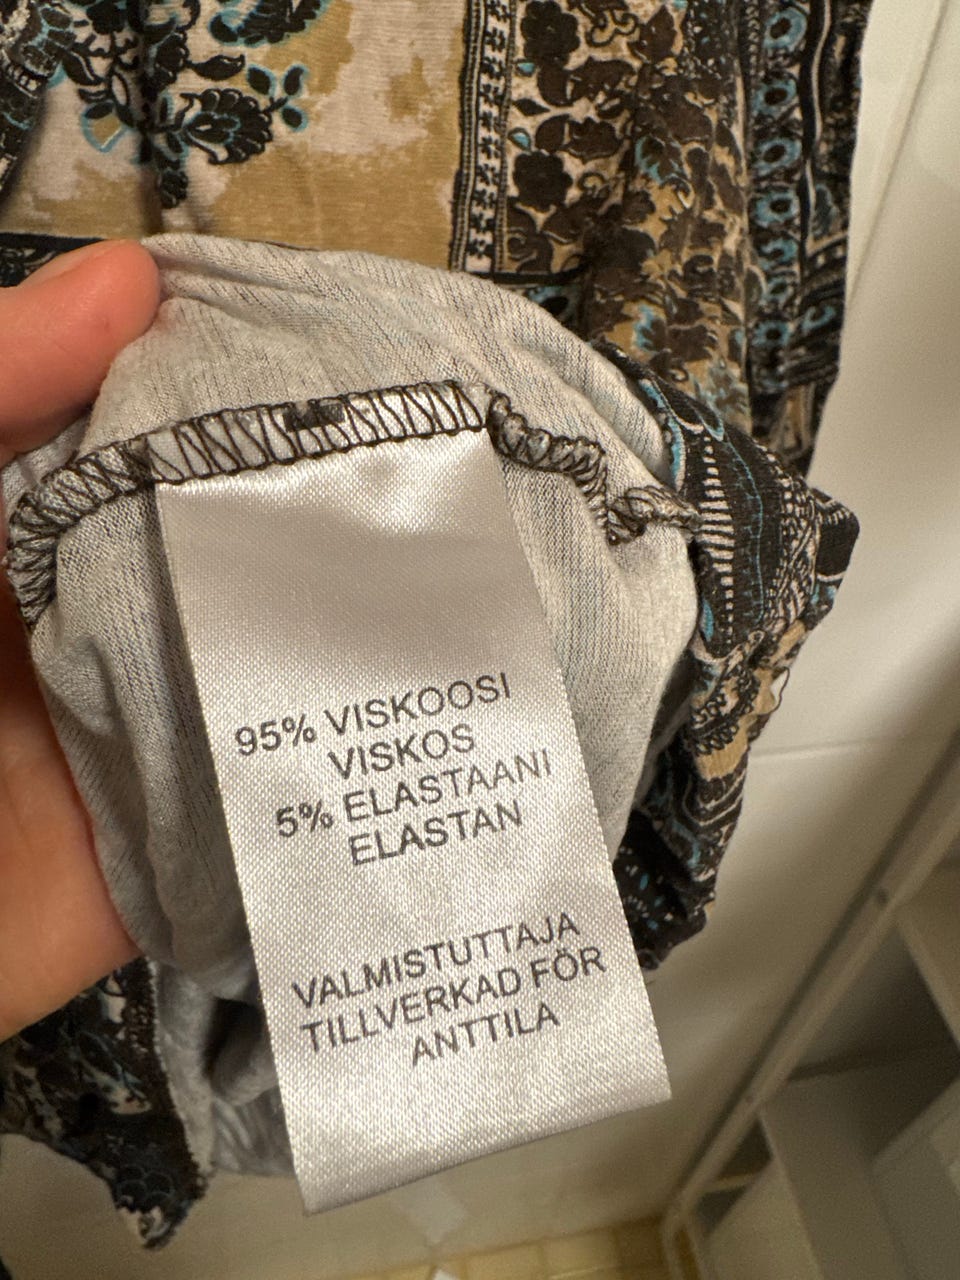 95% VISKOOSI
VISKOS
5% ELASTAANI
ELASTAN
VALMISTUTTAJA
TILLVERKAD FÖR
ANTTILA